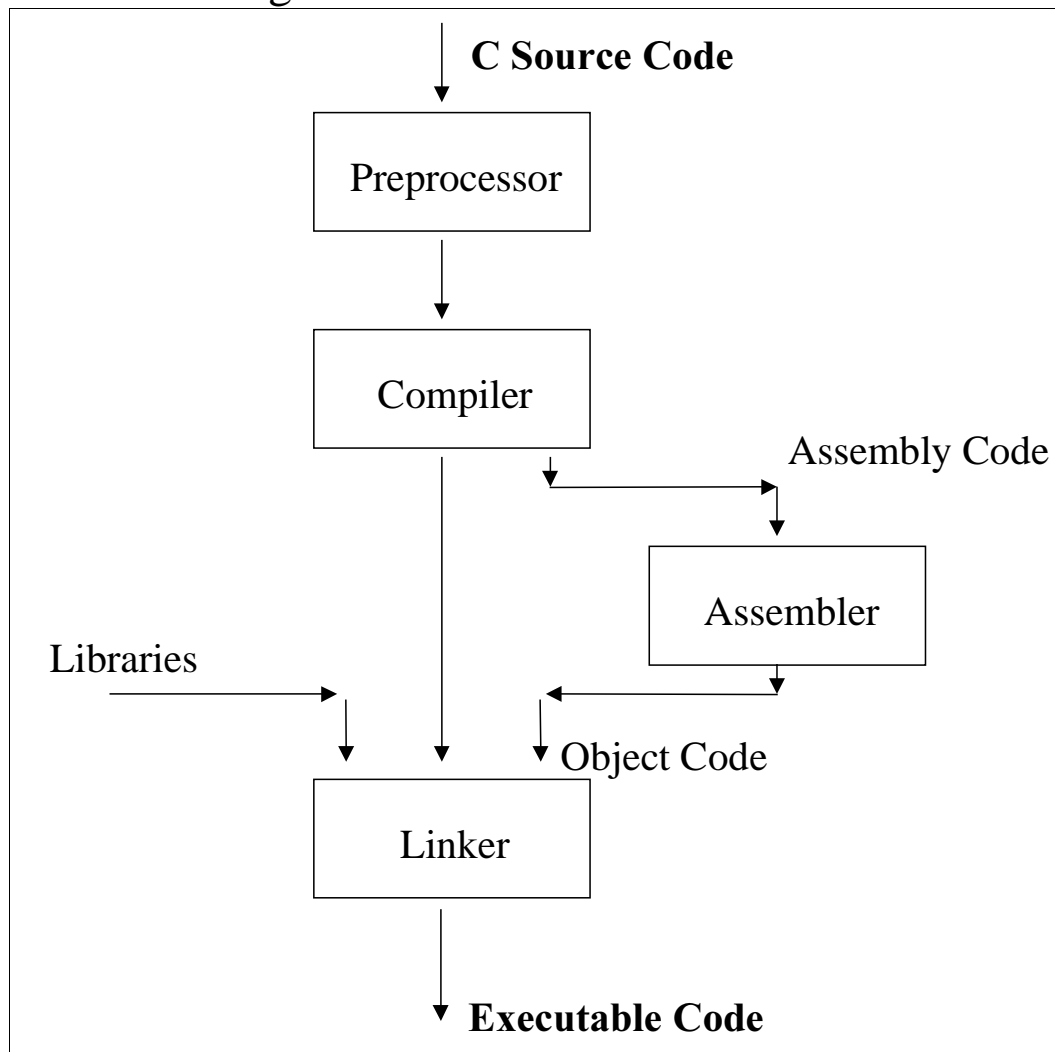 C Source Code
Preprocessor
Compiler
Assembly Code
Assembler
Libraries
Object Code
Linker
Executable Code